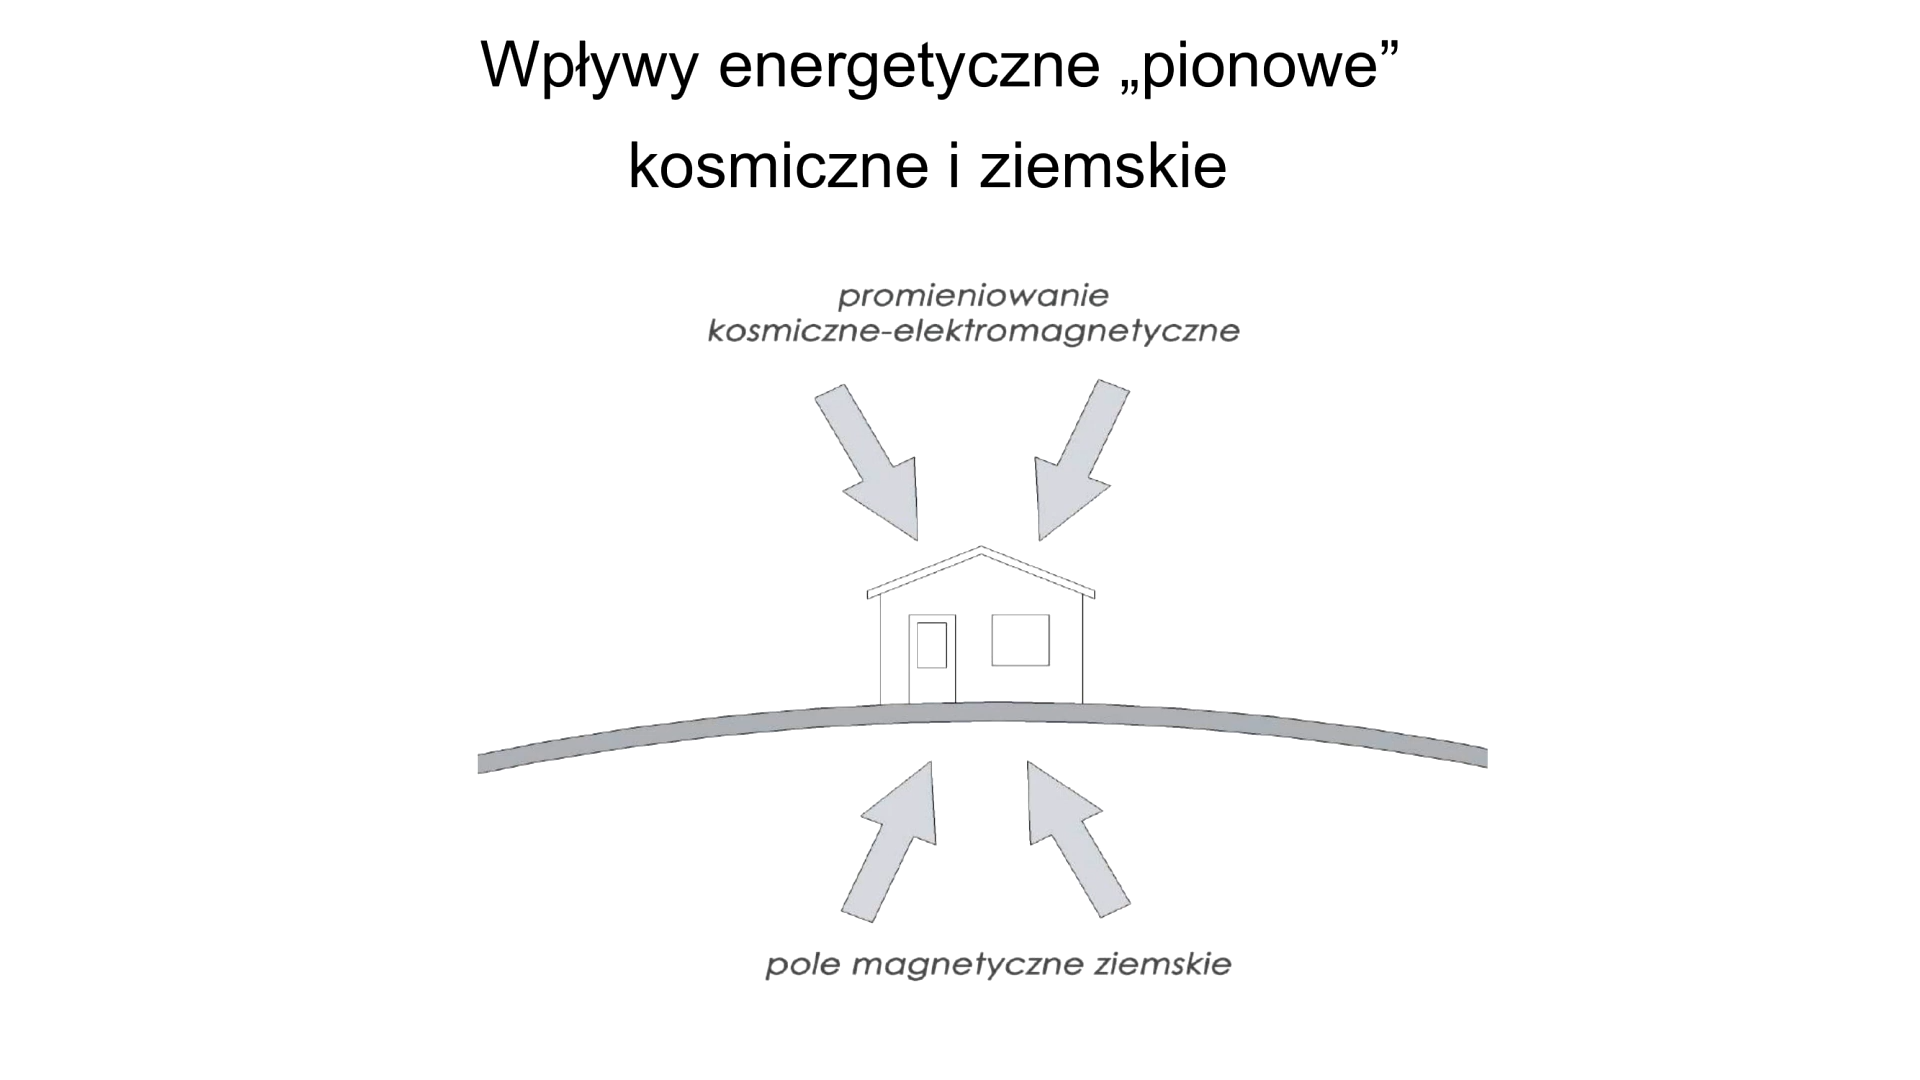 Wpływy energetyczne „pionowe”
kosmiczne i ziemskie
promieniowanie
kosmiczne-elektromagnetyczne
pole magnetyczne ziemskie